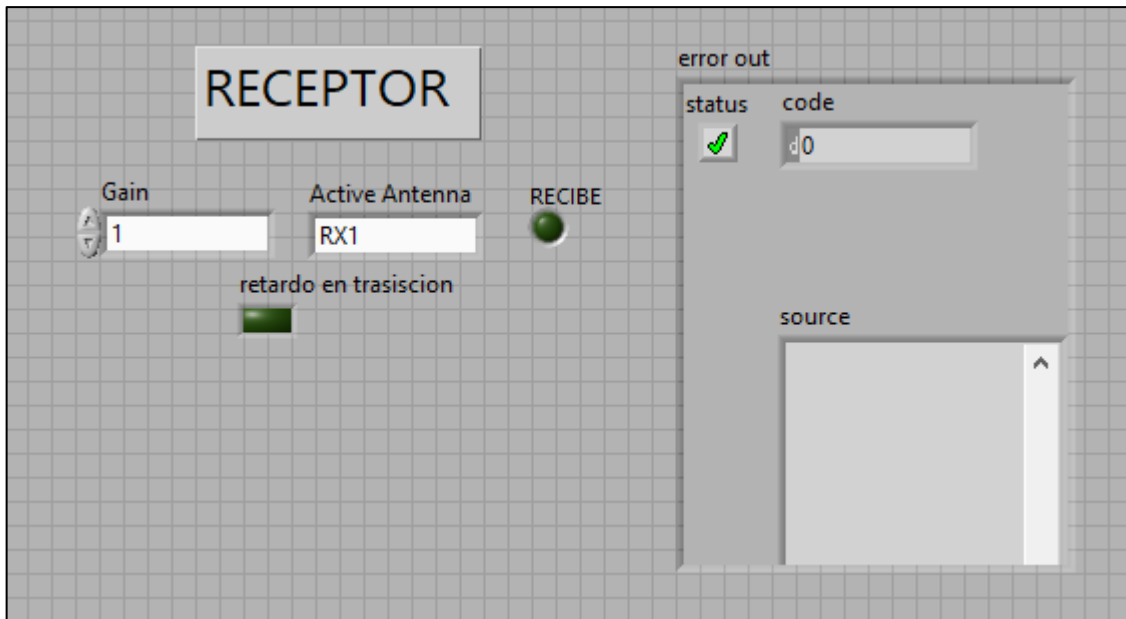 RECEPTOR
Gain
1
Active Antenna
RX1
RECIBE
retardo en trasiscion
error out
status
code
d0
source